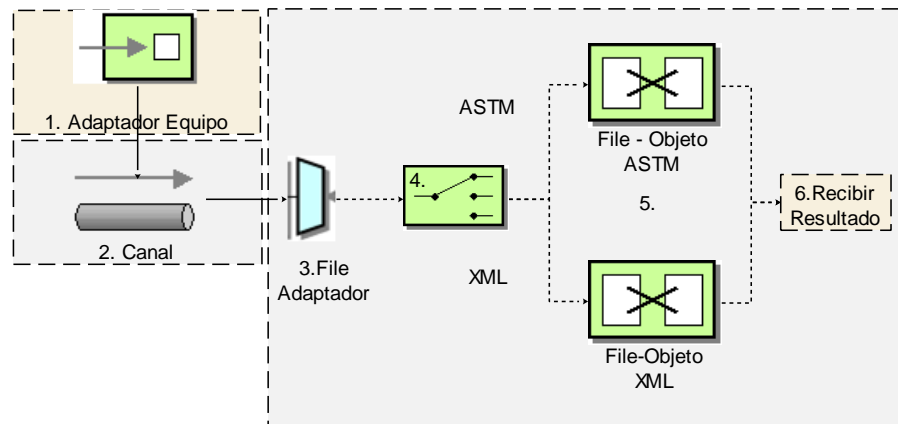 1. Adaptador Equipo
2. Canal
3.File
Adaptador
4.
ASTM
XML
File - Objeto
ASTM
5.
File-Objeto
XML
6.Recibir
Resultado